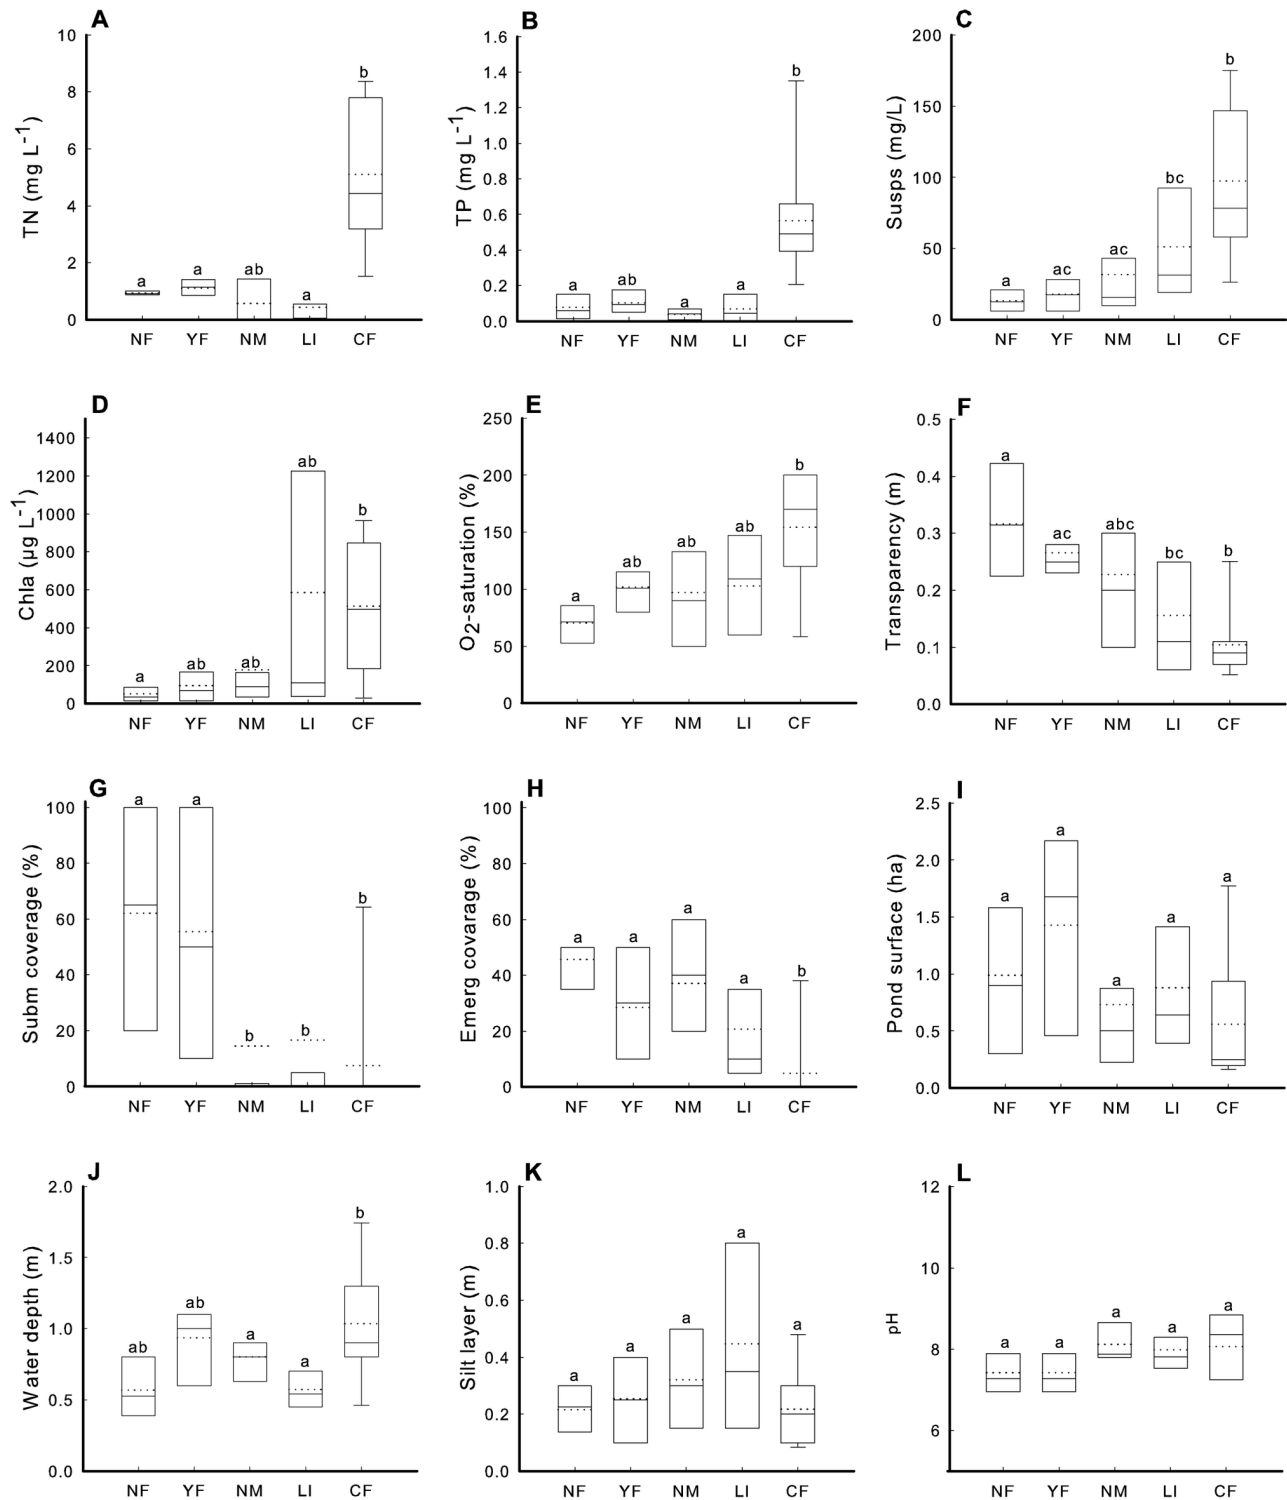 A
TN (mg L-1)
10
8
6
4
2
0
a
a
ab
a
b
NF YF NM LI CF
B
TP (mg L-1)
1.6
1.4
1.2
1.0
0.8
0.6
0.4
0.2
0.0
a
ab
a
a
b
NF YF NM LI CF
C
Susps (mg/L)
200
150
100
50
0
a
ac
ac
bc
b
NF YF NM LI CF
D
Chla (µg L-1)
1400
1200
1000
800
600
400
200
0
a
ab
ab
ab
b
NF YF NM LI CF
E
O2-saturation (%)
250
200
150
100
50
0
a
ab
ab
ab
b
NF YF NM LI CF
F
Transparency (m)
0.5
0.4
0.3
0.2
0.1
0.0
a
ac
abc
bc
b
NF YF NM LI CF
G
Subm coverage (%)
100
80
60
40
20
0
a
a
b
b
b
NF YF NM LI CF
H
Emerg covarage (%)
100
80
60
40
20
0
a
a
a
a
b
NF YF NM LI CF
I
Pond surface (ha)
2.5
2.0
1.5
1.0
0.5
0.0
a
a
a
a
a
NF YF NM LI CF
J
Water depth (m)
2.0
1.5
1.0
0.5
0.0
ab
ab
a
a
b
NF YF NM LI CF
K
Silt layer (m)
1.0
0.8
0.6
0.4
0.2
0.0
a
a
a
a
a
NF YF NM LI CF
L
pH
12
10
8
6
a
a
a
a
a
NF YF NM LI CF